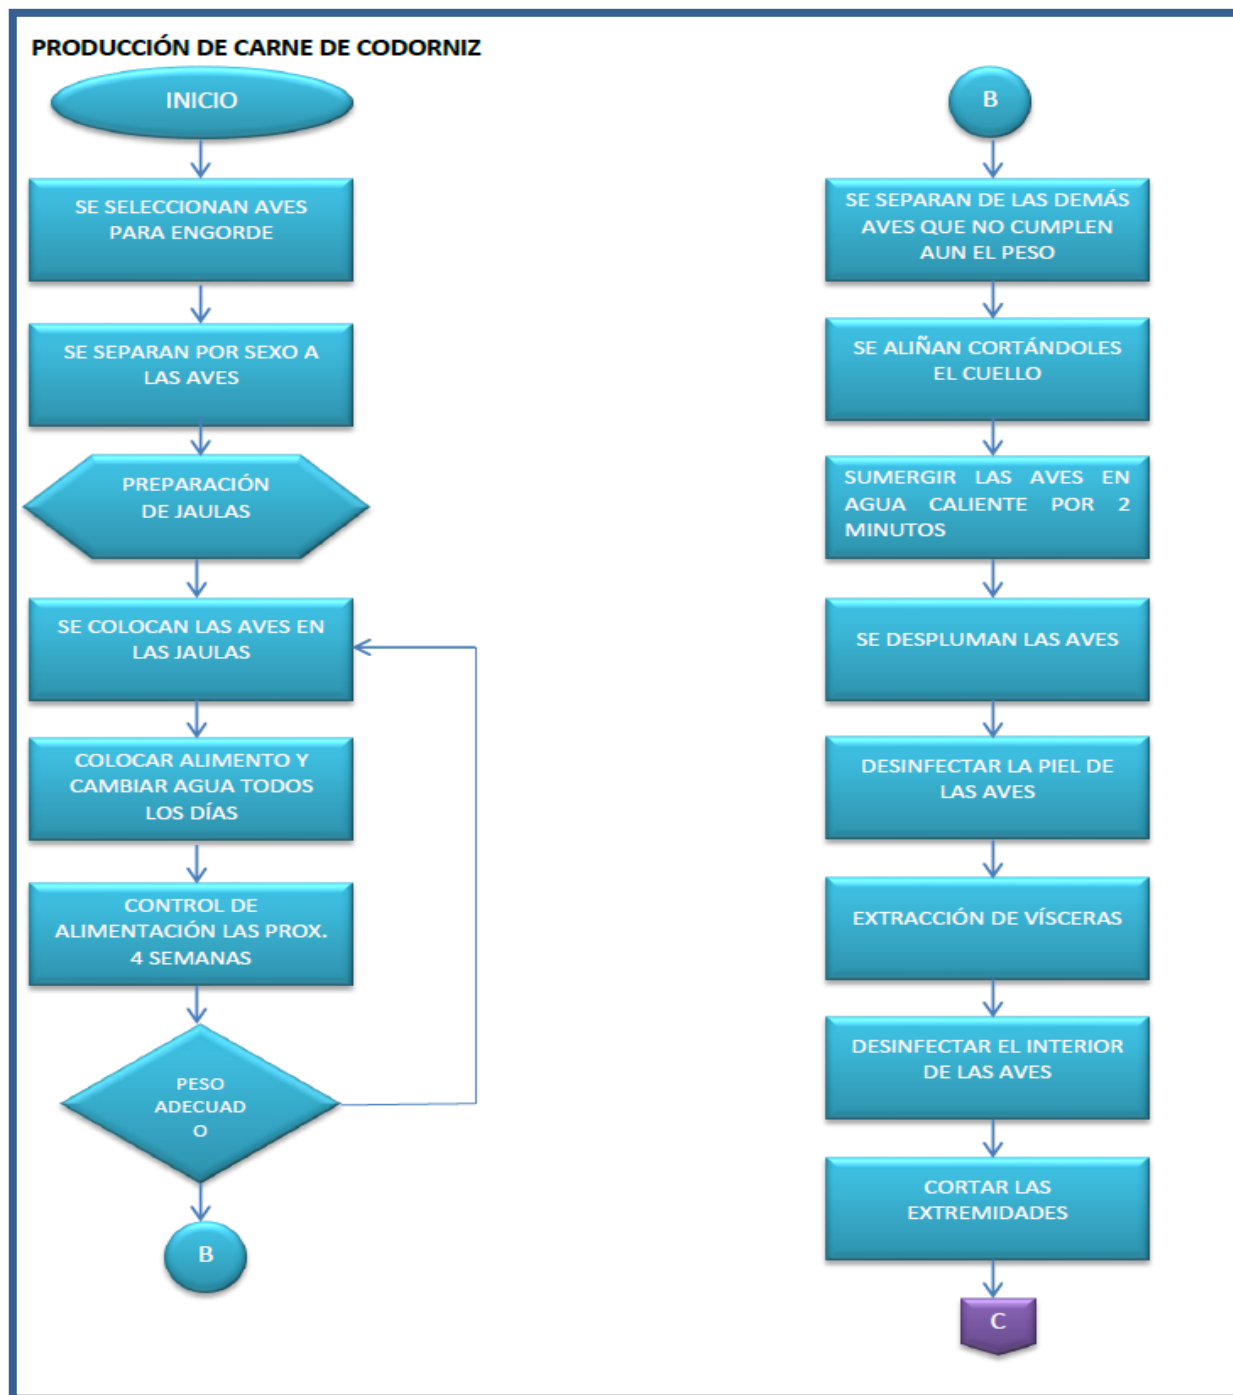 PRODUCCIÓN DE CARNE DE CODORNIZ
INICIO
SE SELECCIONAN AVES
PARA ENGORDE
SE SEPARAN POR SEXO A
LAS AVES
PREPARACIÓN
DE JAULAS
SE COLOCAN LAS AVES EN
LAS JAULAS
COLOCAR ALIMENTO Y
CAMBIAR AGUA TODOS
LOS DÍAS
CONTROL DE
ALIMENTACIÓN LAS PROX.
4 SEMANAS
PESO
ADECUAD
O
B
B
SE SEPARAN DE LAS DEMÁS
AVES QUE NO CUMPLEN
AUN EL PESO
SE ALIÑAN CORTÁNDOLES
EL CUELLO
SUMERGIR LAS AVES EN
AGUA CALIENTE POR 2
MINUTOS
SE DESPLUMAN LAS AVES
DESINFECTAR LA PIEL DE
LAS AVES
EXTRACCIÓN DE VÍSCERAS
DESINFECTAR EL INTERIOR
DE LAS AVES
CORTAR LAS
EXTREMIDADES
C